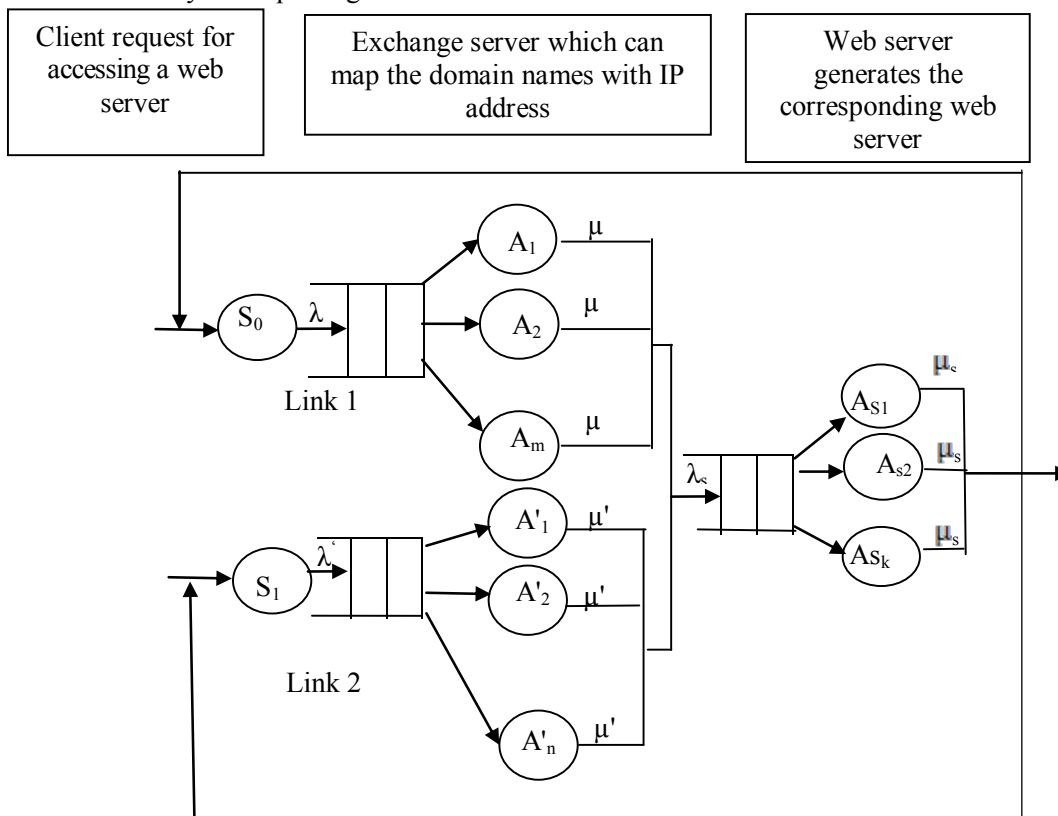 Client request for
accessing a web
server
Exchange server which can
map the domain names with IP
address
Web server
generates the
corresponding web
server
S₀
λ
Link 1
A₁
μ
A₂
μ
Aₘ
μ
S₁
λ‘
Link 2
A'₁
μ'
A'₂
μ'
A'ₙ
μ'
λₛ
A_S1
μₛ
Aₛ₂
μₛ
Asₖ
μₛ